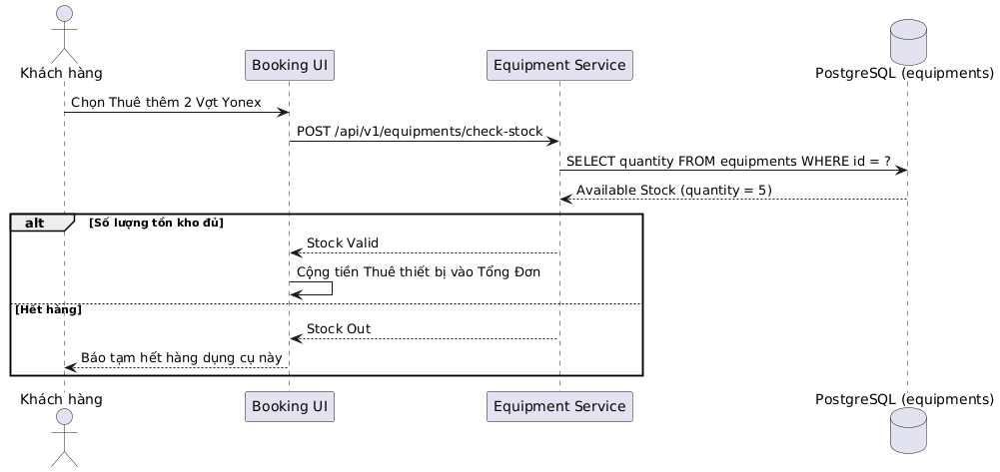 Khách hàng
Booking UI
Equipment Service
PostgreSQL (equipments)
Chọn Thuê thêm 2 Vợt Yonex
POST /api/v1/equipments/check-stock
SELECT quantity FROM equipments WHERE id = ?
Available Stock (quantity = 5)
alt
[Số lượng tồn kho đủ]
Stock Valid
Cộng tiền Thuê thiết bị vào Tổng Đơn
[Hết hàng]
Stock Out
Báo tạm hết hàng dụng cụ này
Khách hàng
Booking UI
Equipment Service
PostgreSQL (equipments)